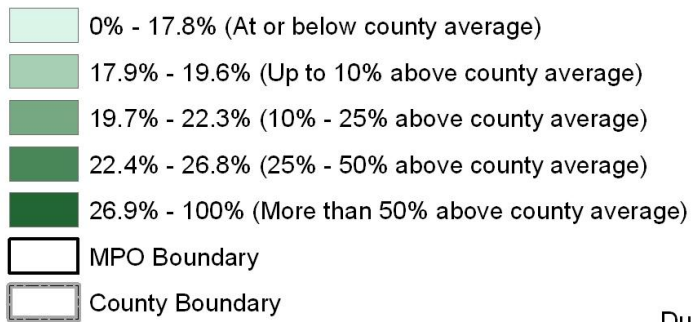 0% - 17.8% (At or below county average)
17.9% - 19.6% (Up to 10% above county average)
19.7% - 22.3% (10% - 25% above county average)
22.4% - 26.8% (25% - 50% above county average)
26.9% - 100% (More than 50% above county average)
MPO Boundary
County Boundary